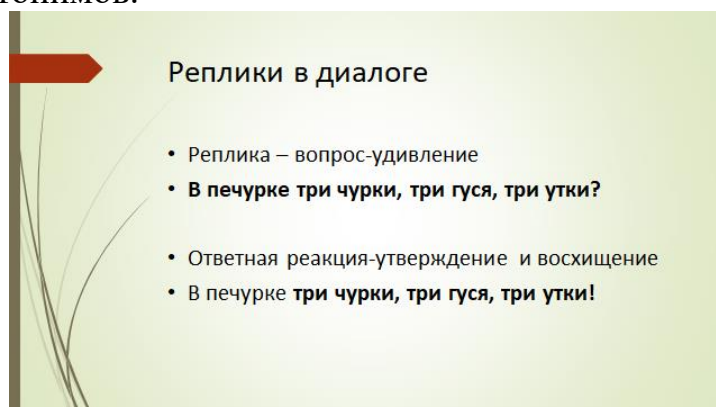 Реплики в диалоге
• Реплика – вопрос-удивление
• В печурке три чурки, три гуся, три утки?
• Ответная реакция-утверждение и восхищение
• В печурке три чурки, три гуся, три утки!